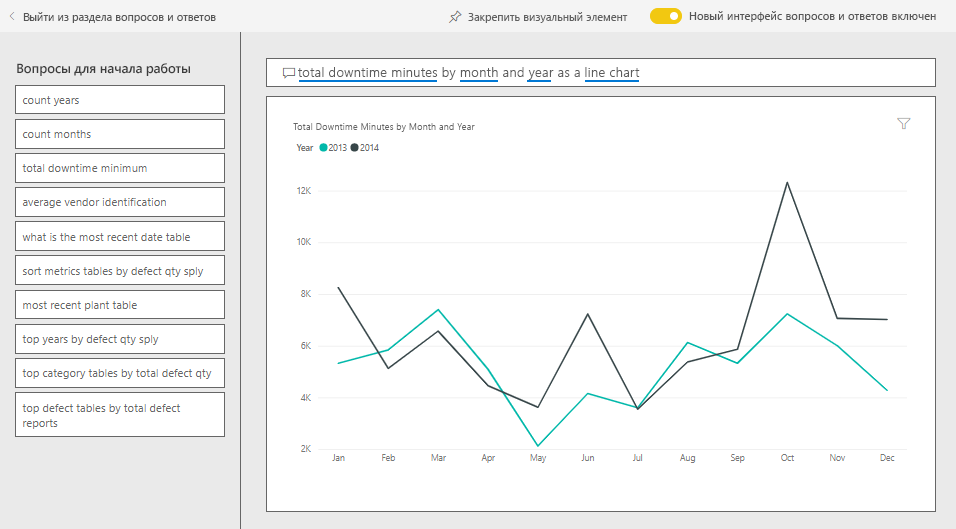 Выйти из раздела вопросов и ответов
Закрепить визуальный элемент
Новый интерфейс вопросов и ответов включен
Вопросы для начала работы
count years
count months
total downtime minimum
average vendor identification
what is the most recent date table
sort metrics tables by defect qty sply
most recent plant table
top years by defect qty sply
top category tables by total defect qty
top defect tables by total defect
reports
total downtime minutes by month and year as a line chart
Total Downtime Minutes by Month and Year
Year 2013 2014
12K
10K
8K
6K
4K
2K
Jan Feb Mar Apr May Jun Jul Aug Sep Oct Nov Dec